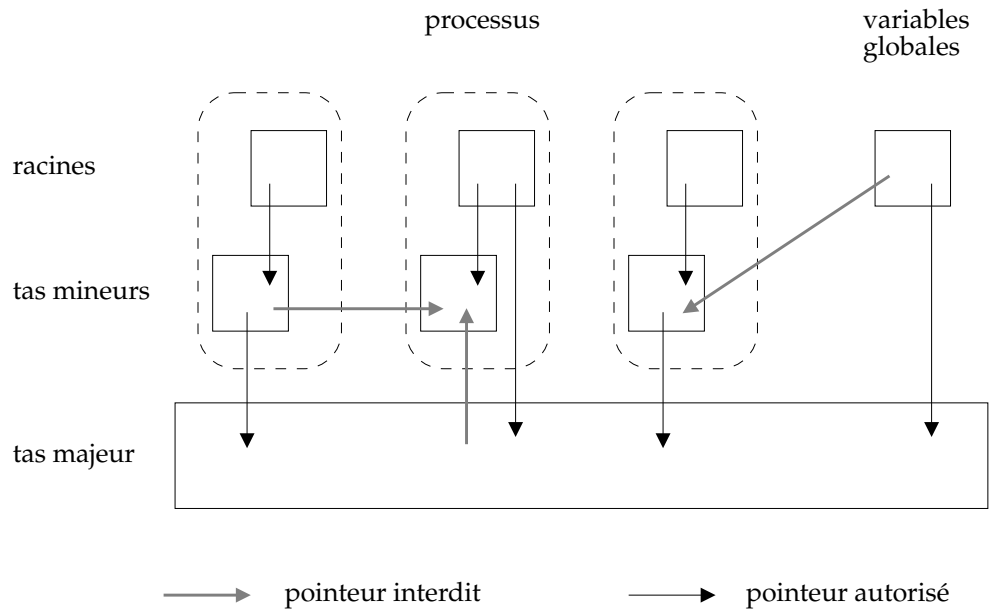 processus
variables
globales
racines
tas mineurs
tas majeur
pointeur interdit
pointeur autorisé